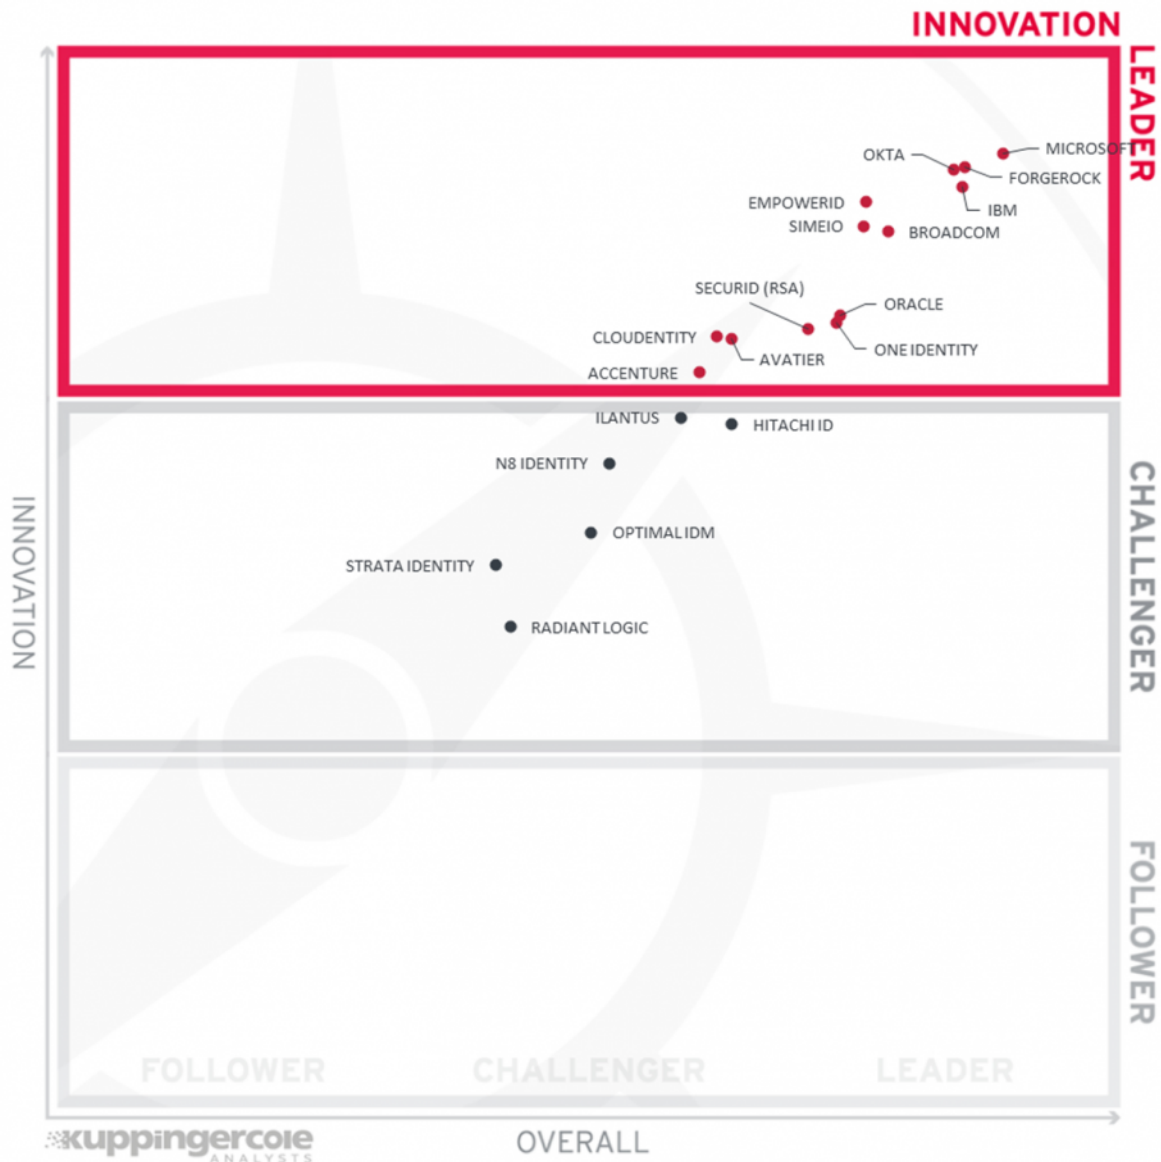 INNOVATION
LEADER
MICROSOFT
OKTA
FORGEROCK
EMPOWERID
IBM
SIMEIO
BROADCOM
SECURID (RSA)
ORACLE
CLOUDENTITY
ONE IDENTITY
AVATIER
ACCENTURE
ILANTUS
HITACHI ID
N8 IDENTITY
CHALLENGER
INNOVATION
OPTIMAL IDM
STRATA IDENTITY
RADIANT LOGIC
FOLLOWER
FOLLOWER CHALLENGER LEADER
OVERALL
kuppingercole
ANALYSTS